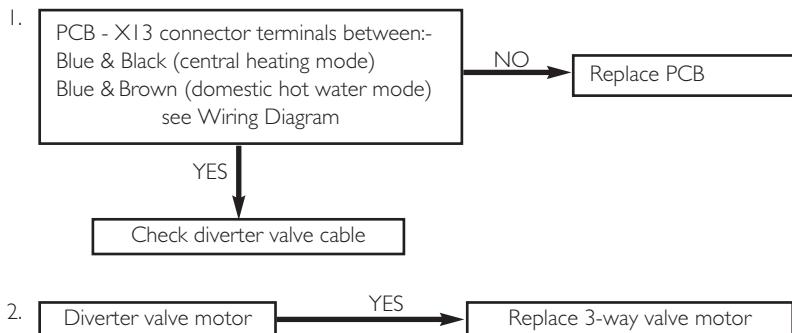 1.
PCB - X13 connector terminals between:-
Blue & Black (central heating mode)
Blue & Brown (domestic hot water mode)
see Wiring Diagram
NO
Replace PCB
YES
Check diverter valve cable
2.
Diverter valve motor
YES
Replace 3-way valve motor